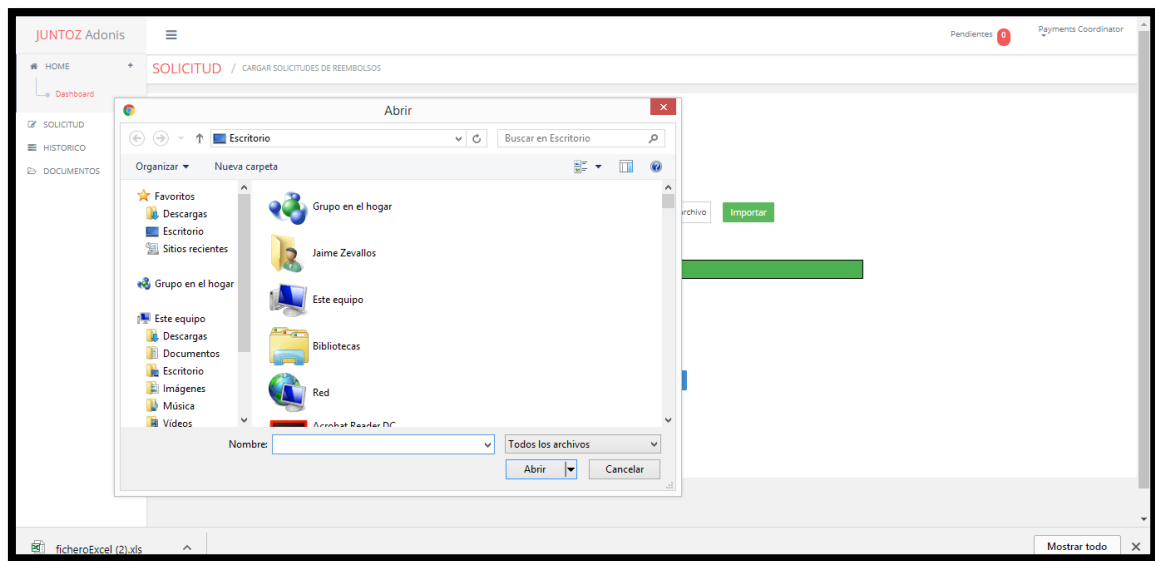 JUNTOZ Adonis
Pendientes 0
Payments Coordinator
HOME +
SOLICITUD / CARGAR SOLICITUDES DE REEMBOLSOS
Dashboard
SOLICITUD
HISTORICO
DOCUMENTOS
Abrir
Escritorio
Buscar en Escritorio
Organizar
Nueva carpeta
Favoritos
Descargas
Escritorio
Sitios recientes
Grupo en el hogar
Este equipo
Descargas
Documentos
Escritorio
Imágenes
Música
Vídeos
Grupo en el hogar
Jaime Zevallos
Este equipo
Bibliotecas
Red
Acrobat Reader DC
Nombre:
Todos los archivos
Abrir
Cancelar
Importar
ficheroExcel (2).xls
Mostrar todo